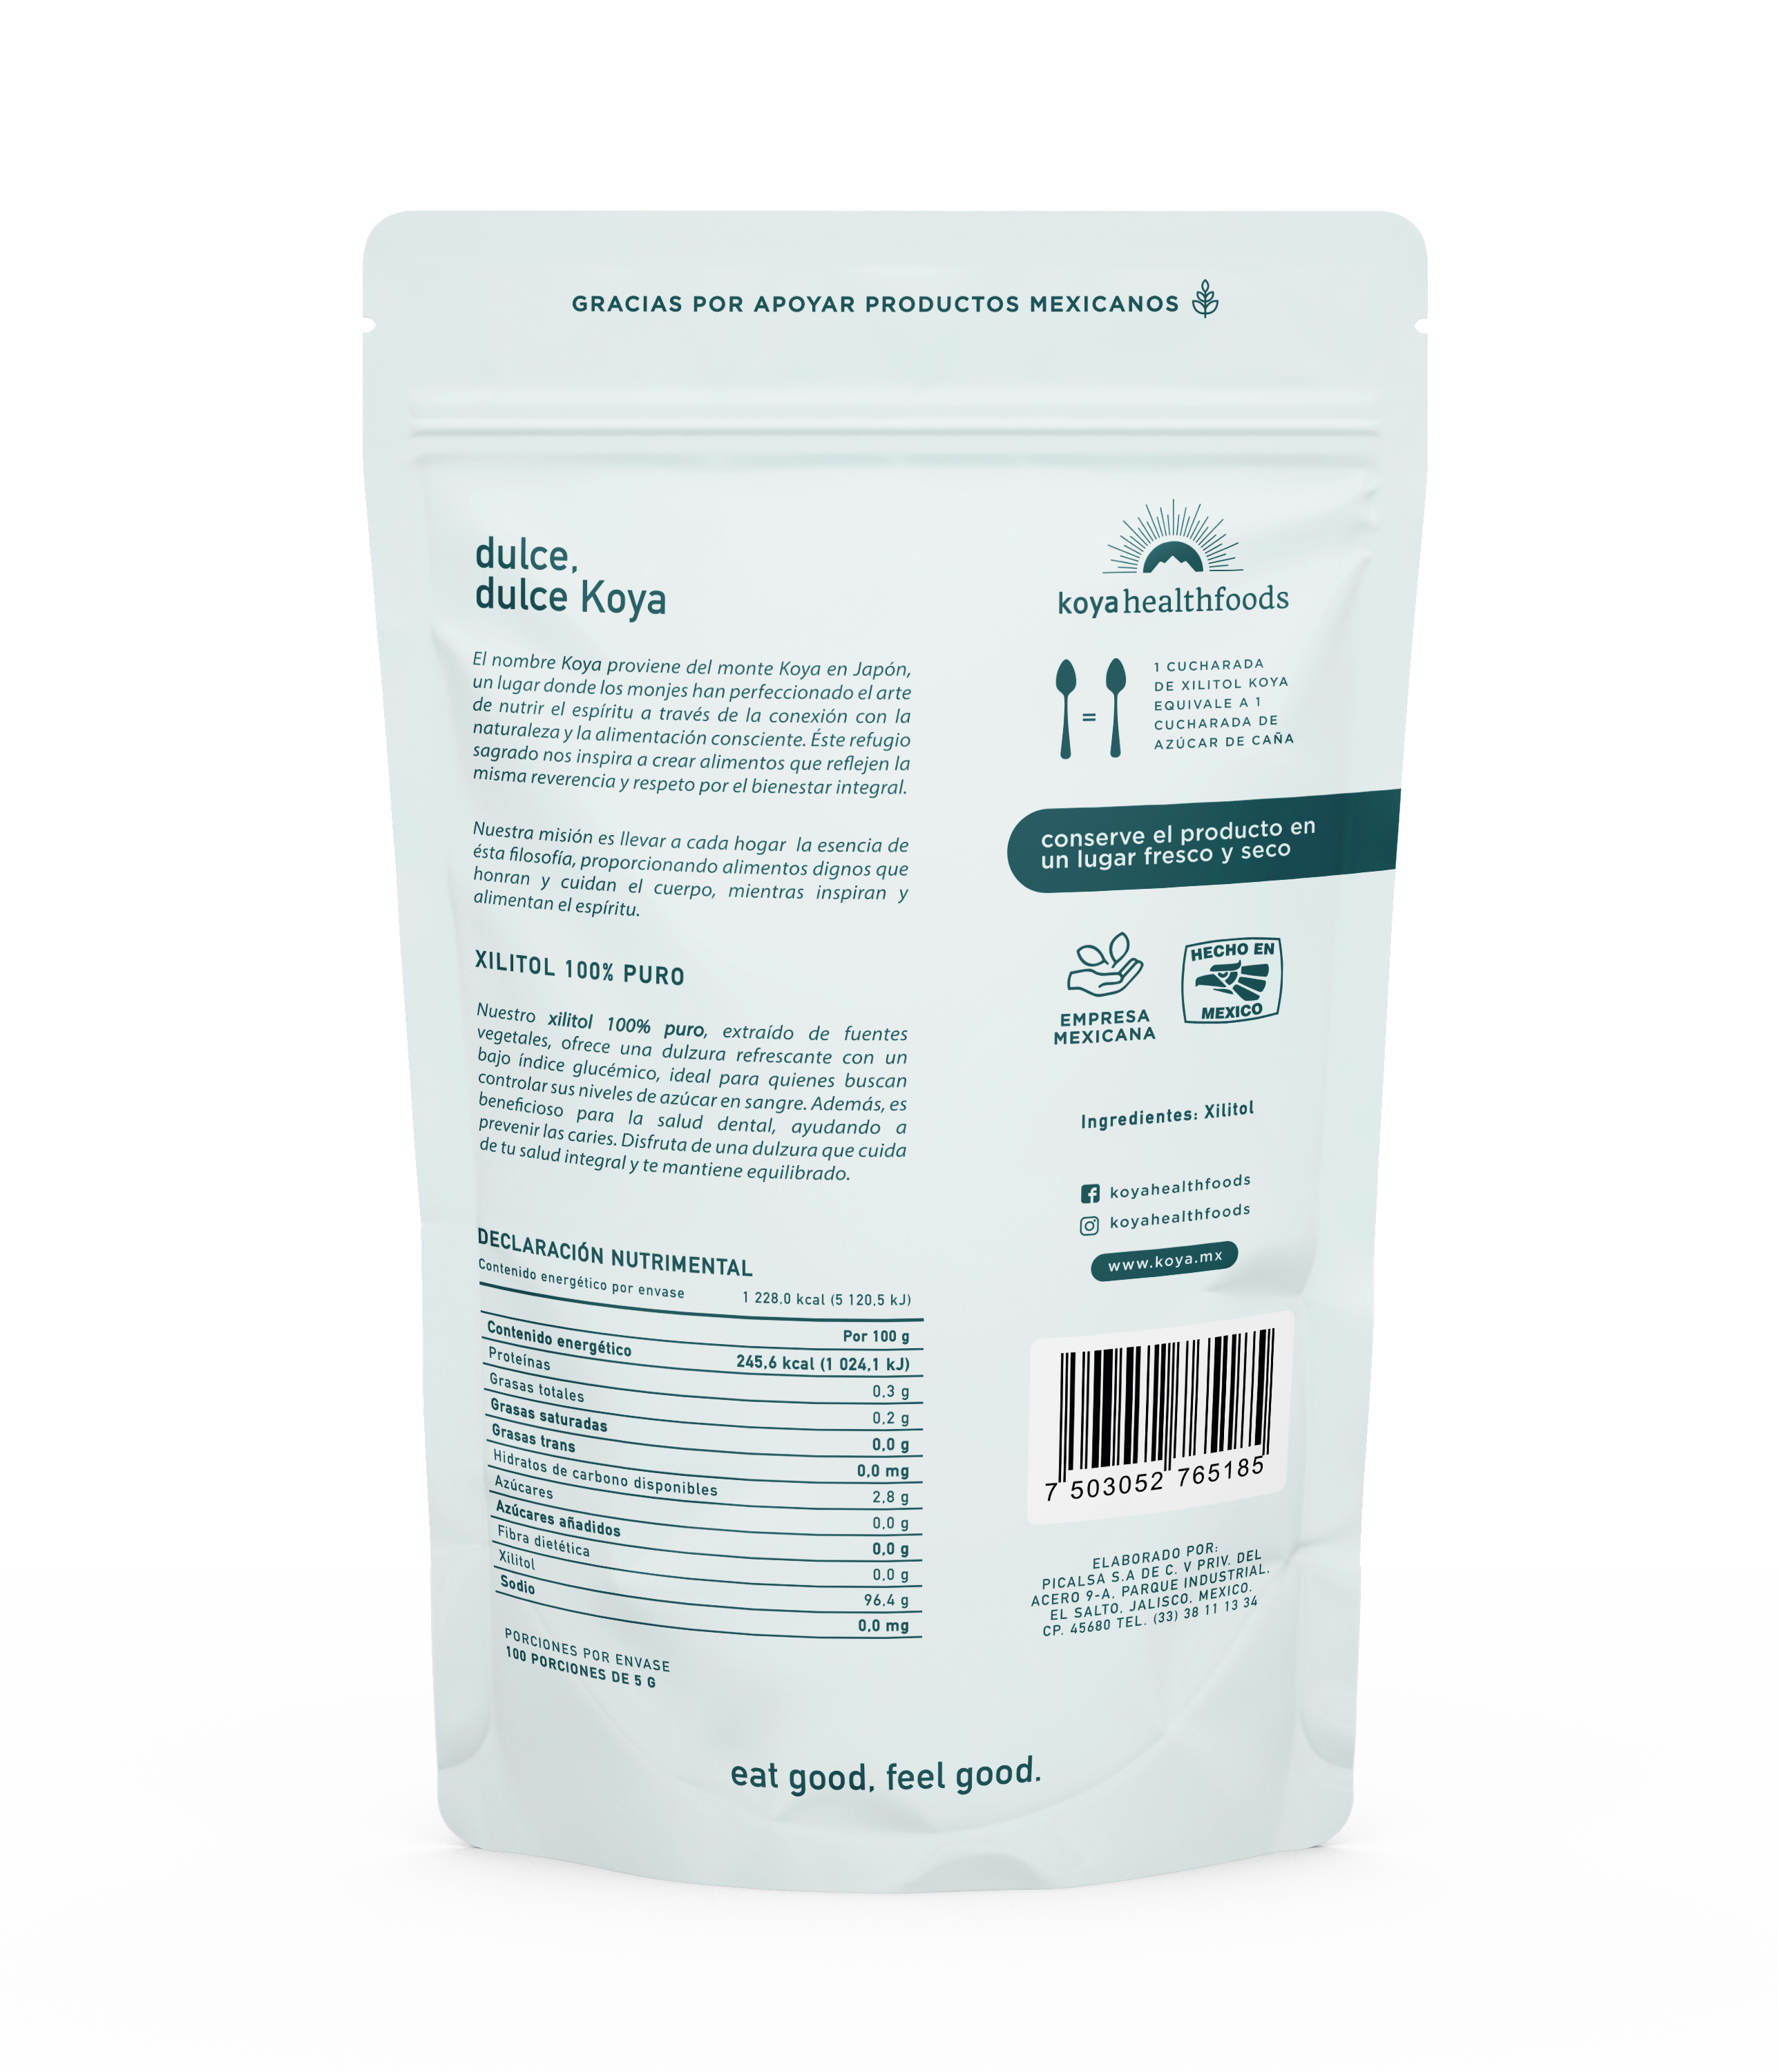 GRACIAS POR APOYAR PRODUCTOS MEXICANOS
dulce,
dulce Koya
El nombre Koya proviene del monte Koya en Japón,
un lugar donde los monjes han perfeccionado el arte
de nutrir el espíritu a través de la conexión con la
naturaleza y la alimentación consciente. Éste refugio
sagrado nos inspira a crear alimentos que reflejen la
misma reverencia y respeto por el bienestar integral.
Nuestra misión es llevar a cada hogar la esencia de
ésta filosofía, proporcionando alimentos dignos que
honran y cuidan el cuerpo, mientras inspiran y
alimentan el espíritu.
XILITOL 100% PURO
Nuestro xilitol 100% puro, extraído de fuentes
vegetales, ofrece una dulzura refrescante con un
bajo índice glucémico, ideal para quienes buscan
controlar sus niveles de azúcar en sangre. Además, es
beneficioso para la salud dental, ayudando a
prevenir las caries. Disfruta de una dulzura que cuida
de tu salud integral y te mantiene equilibrado.
DECLARACIÓN NUTRIMENTAL
Contenido energético por envase 1 228.0 kcal (5 120.5 kJ)
Por 100 g
Contenido energético 245.6 kcal (1 024.1 kJ)
Proteínas 0.3 g
Grasas totales 0.2 g
Grasas saturadas 0.0 g
Grasas trans 0.0 mg
Hidratos de carbono disponibles 2.8 g
Azúcares 0.0 g
Azúcares añadidos 0.0 g
Fibra dietética 0.0 g
Xilitol 96.4 g
Sodio 0.0 mg
PORCIONES POR ENVASE
100 PORCIONES DE 5 G
koyahealthfoods
=
1 CUCHARADA
DE XILITOL KOYA
EQUIVALE A 1
CUCHARADA DE
AZÚCAR DE CAÑA
conserve el producto en
un lugar fresco y seco
EMPRESA
MEXICANA
HECHO EN
MEXICO
Ingredientes: Xilitol
koyahealthfoods
koyahealthfoods
www.koya.mx
7 503052 765185
ELABORADO POR:
PICALSA S.A DE C. V PRIV. DEL
ACERO 9-A. PARQUE INDUSTRIAL.
EL SALTO. JALISCO. MEXICO.
CP. 45680 TEL. (33) 38 11 13 34
eat good, feel good.